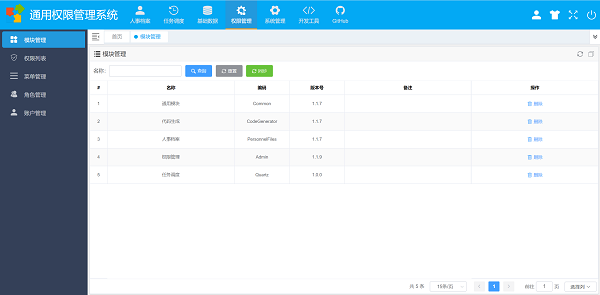 通用权限管理系统
人事档案 任务调度 基础数据 权限管理 系统管理 开发工具 GitHub
模块管理
权限列表
菜单管理
角色管理
账户管理
首页 模块管理
模块管理
名称: 查询 重置 同步
# 名称 编码 版本号 备注 操作
1 通用模块 Common 1.1.7 删除
2 代码生成 CodeGenerator 1.1.7 删除
3 人事档案 PersonnelFiles 1.1.7 删除
4 权限管理 Admin 1.1.9 删除
5 任务调度 Quartz 1.0.0 删除
共 5 条 15条/页 1 前往 1 页